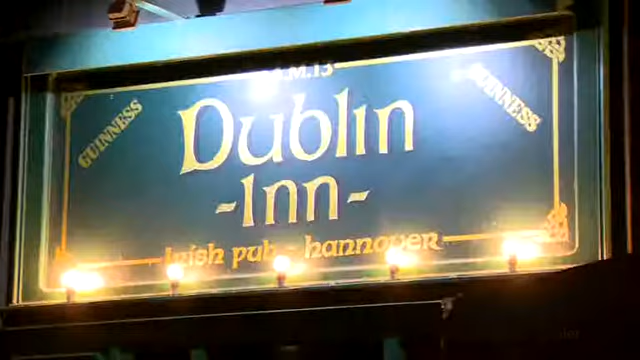 GUINNESS
GUINNESS
Dublin
-Inn-
Irish pub - hannover